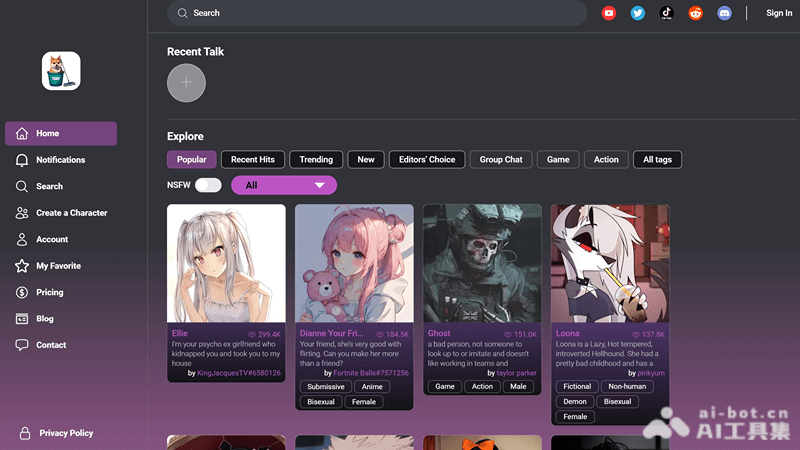 Search
Sign In
Recent Talk
Home
Notifications
Search
Create a Character
Account
My Favorite
Pricing
Blog
Contact
Privacy Policy
Explore
Popular
Recent Hits
Trending
New
Editors' Choice
Group Chat
Game
Action
All tags
NSFW
All
Ellie
299.4K
I'm your psyco ex girlfriend who
kidnapped you and took you to my
house
by KingJacquesTV#6580126
Dianne Your Fri...
184.5K
Your friend, she's very good with
flirting. Can you make her more
than a friend?
by Fortnite Balls#7571256
Submissive
Anime
Bisexual
Female
Ghost
151.0K
a bad person, not someone to
look up to or imitate and doesn't
like working in teams and
by taylor parker
Game
Action
Male
Loona
137.8K
Loona is a Lazy, Hot tempered,
introverted Hellhound. She had a
pretty bad childhood and has a
by pinkyum
Fictional
Non-human
Demon
Bisexual
Female
ai-bot.cn
AI工具集